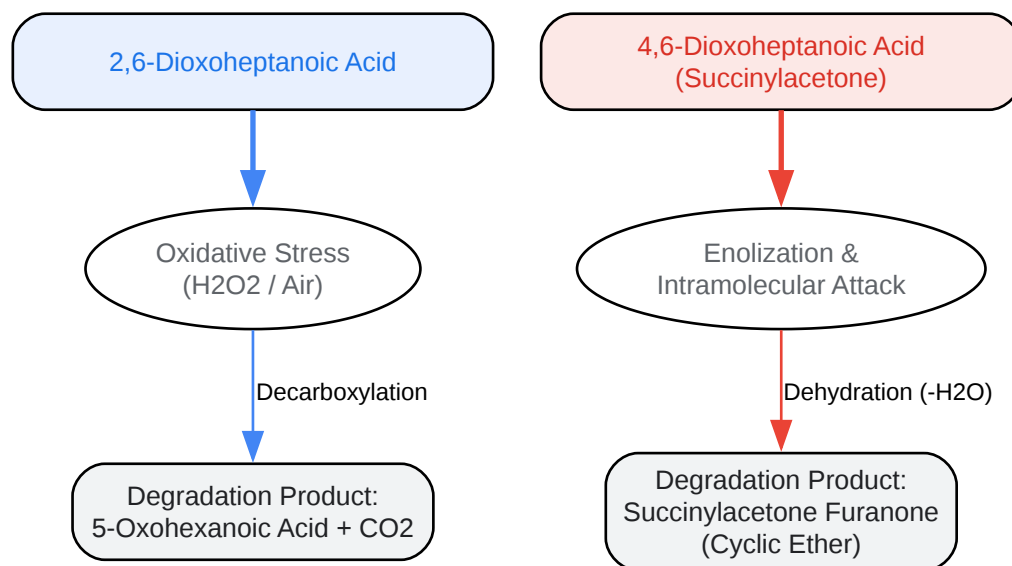 2,6-Dioxoheptanoic Acid
4,6-Dioxoheptanoic Acid
(Succinylacetone)
Oxidative Stress
(H2O2 / Air)
Enolization &
Intramolecular Attack
Decarboxylation
Dehydration (-H2O)
Degradation Product:
5-Oxohexanoic Acid + CO2
Degradation Product:
Succinylacetone Furanone
(Cyclic Ether)